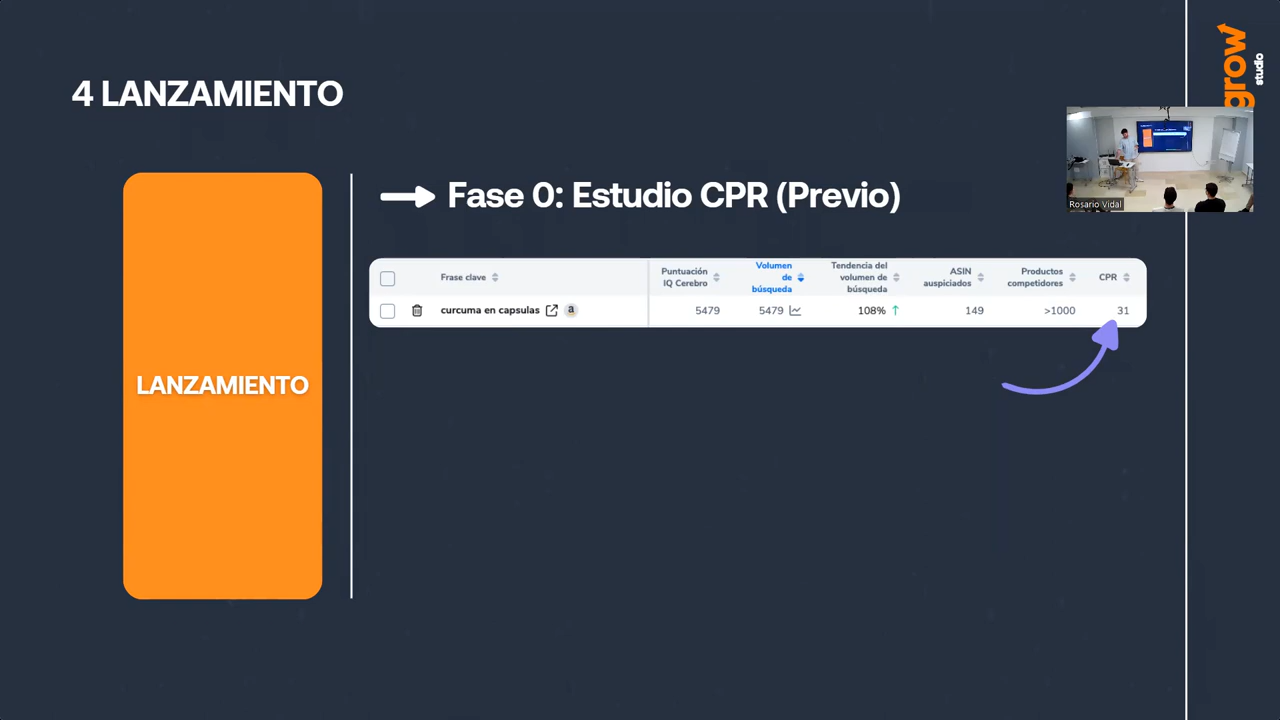 4 LANZAMIENTO
grow
studio
Rosario Vidal
LANZAMIENTO
Fase 0: Estudio CPR (Previo)
Frase clave
Puntuación
IQ Cerebro
Volumen
de
búsqueda
Tendencia del
volumen de
búsqueda
ASIN
auspiciados
Productos
competidores
CPR
curcuma en capsulas a 5479 5479 108% ↑ 149 >1000 31